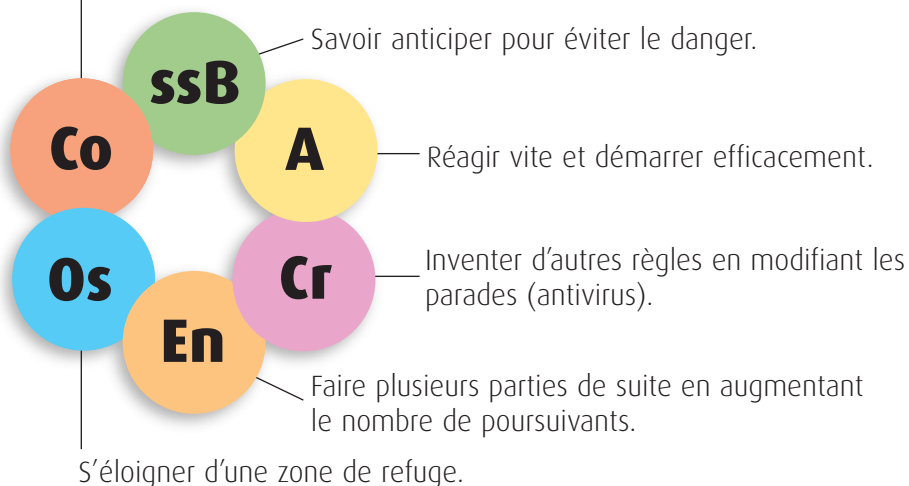 ssB
Savoir anticiper pour éviter le danger.
Co
A
Réagir vite et démarrer efficacement.
Os
Cr
Inventer d'autres règles en modifiant les
parades (antivirus).
En
Faire plusieurs parties de suite en augmentant
le nombre de poursuivants.
S'éloigner d'une zone de refuge.